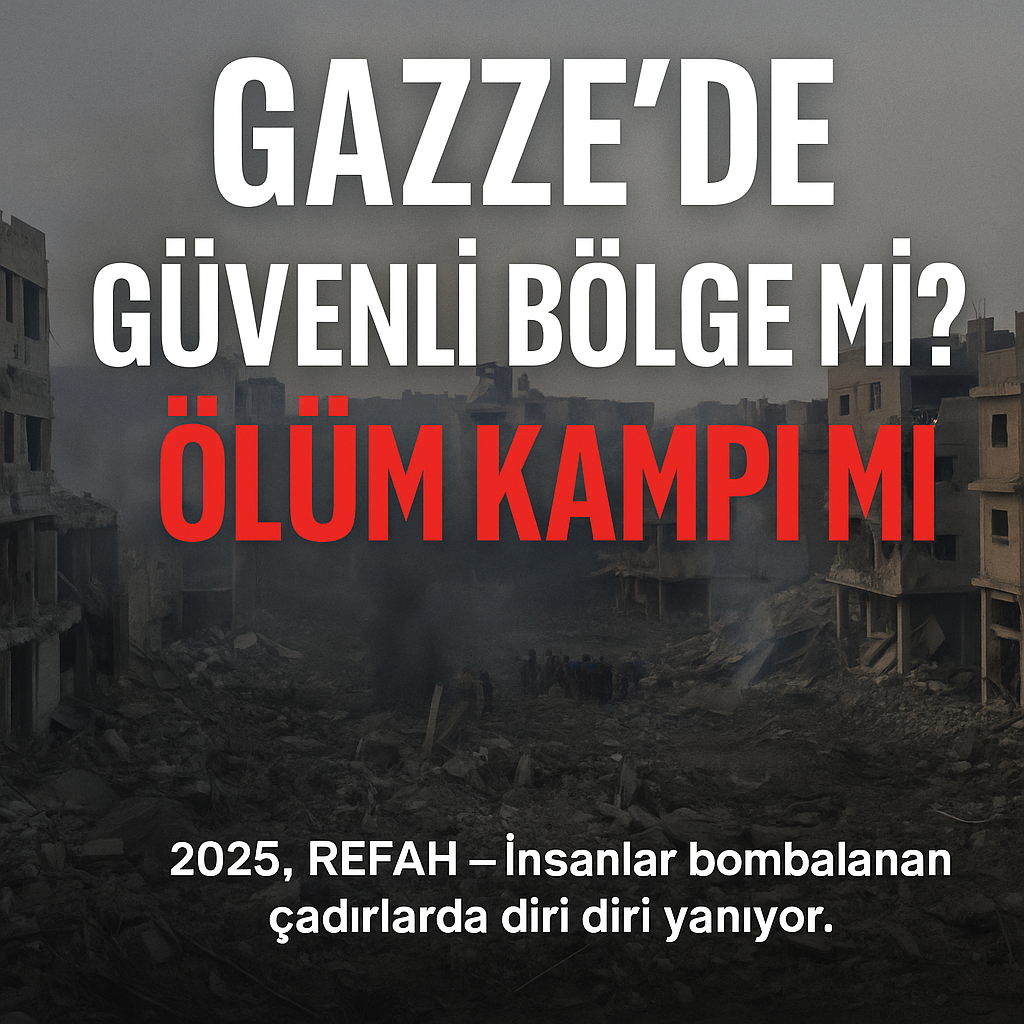 GAZZE'DE
GÜVENLİ BÖLGE Mİ?
ÖLÜM KAMPI MI
2025, REFAH – İnsanlar bombalanan
çadırlarda diri diri yanıyor.